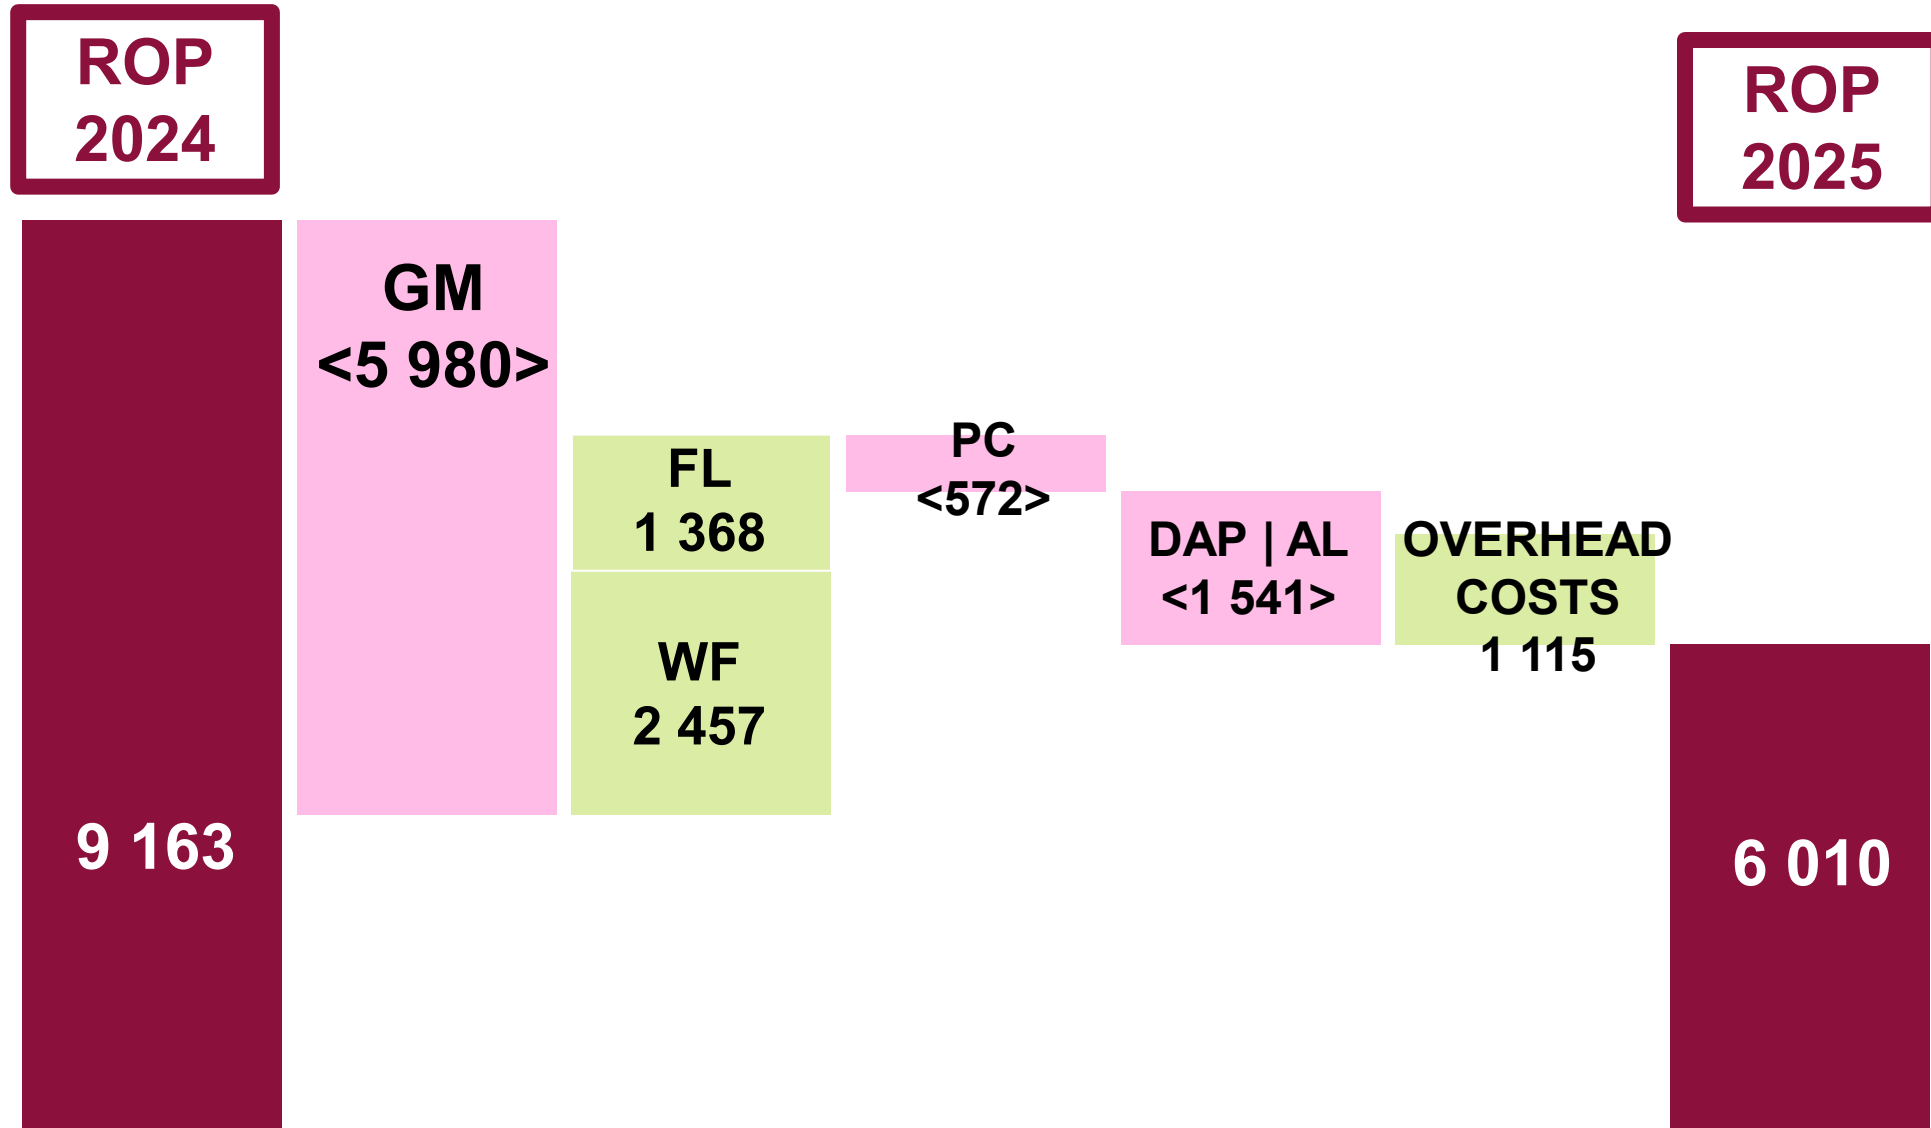 ROP
2024
ROP
2025
GM
<5 980>
FL
1 368
WF
2 457
PC
<572>
DAP | AL
<1 541>
OVERHEAD
COSTS
1 115
9 163
6 010